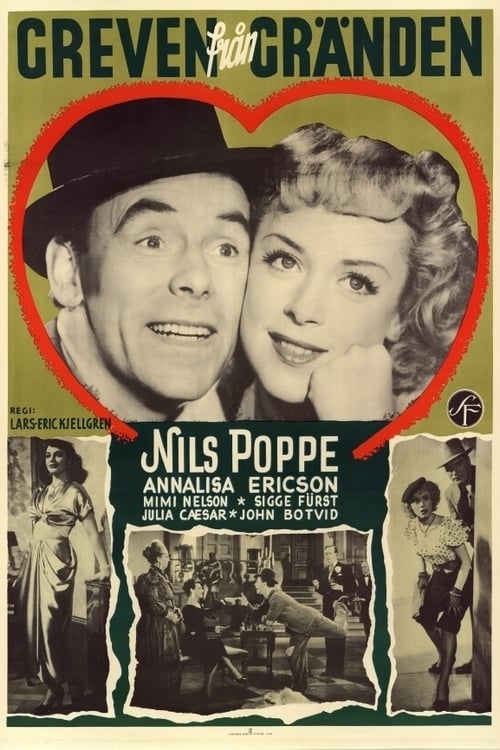 GREVEN från GRÄNDEN
REGI:
LARS-ERIC KJELLGREN
SF
NILS POPPE
ANNALISA ERICSON
MIMI NELSON * SIGGE FÜRST
JULIA CAESAR * JOHN BOTVID